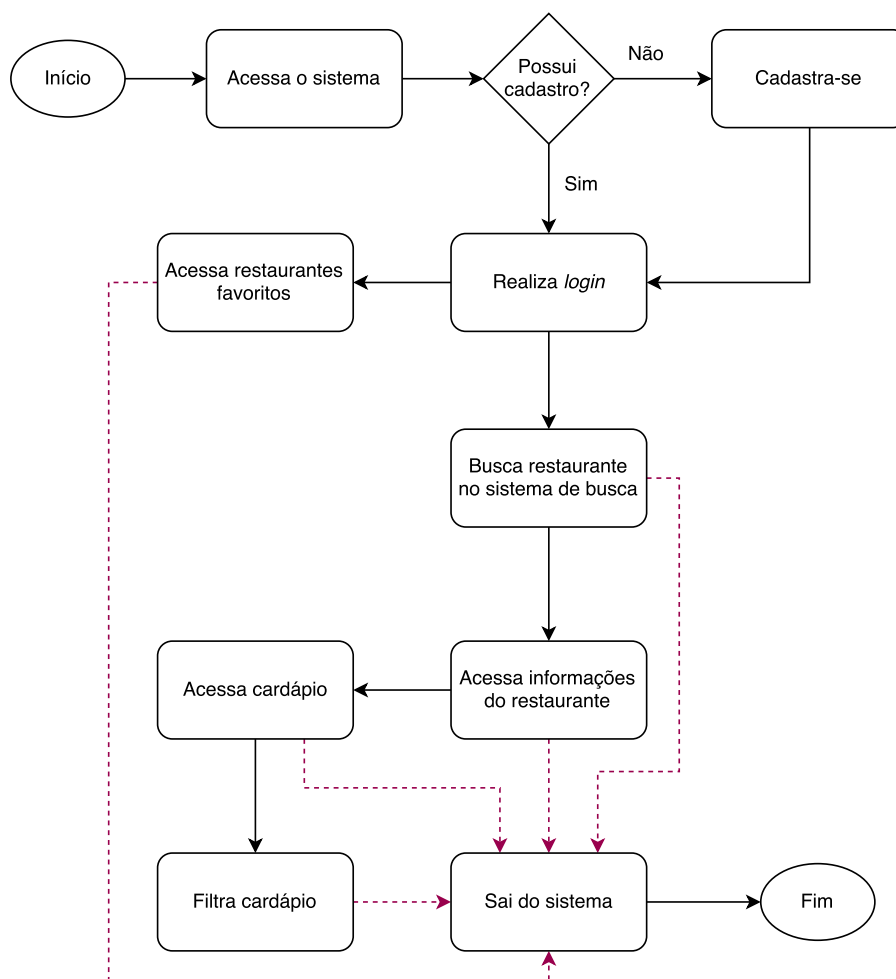 Início
Acessa o sistema
Possui
cadastro?
Não
Cadastra-se
Sim
Acessa restaurantes
favoritos
Realiza login
Busca restaurante
no sistema de busca
Acessa cardápio
Acessa informações
do restaurante
Filtra cardápio
Sai do sistema
Fim